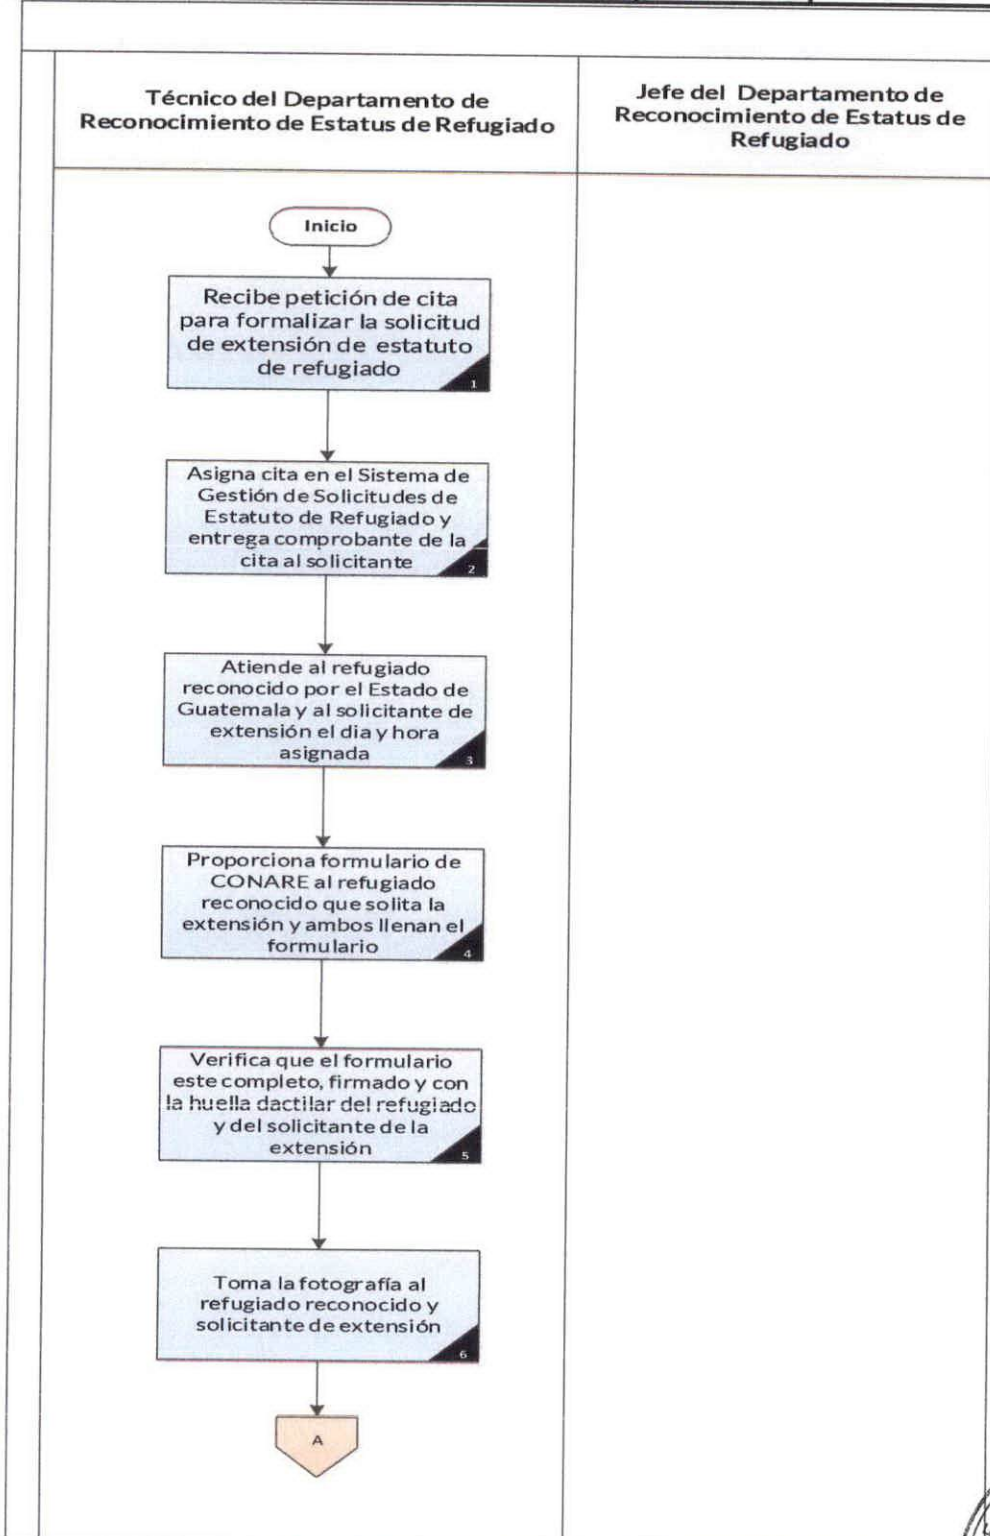 Técnico del Departamento de
Reconocimiento de Estatus de Refugiado
Jefe del Departamento de
Reconocimiento de Estatus de
Refugiado
Inicio
Recibe petición de cita
para formalizar la solicitud
de extensión de estatuto
de refugiado
1
Asigna cita en el Sistema de
Gestión de Solicitudes de
Estatuto de Refugiado y
entrega comprobante de la
cita al solicitante
2
Atiende al refugiado
reconocido por el Estado de
Guatemala y al solicitante de
extensión el dia y hora
asignada
3
Proporciona formulario de
CONARE al refugiado
reconocido que solita la
extensión y ambos llenan el
formulario
4
Verifica que el formulario
este completo, firmado y con
la huella dactilar del refugiado
y del solicitante de la
extensión
5
Toma la fotografía al
refugiado reconocido y
solicitante de extensión
6
A